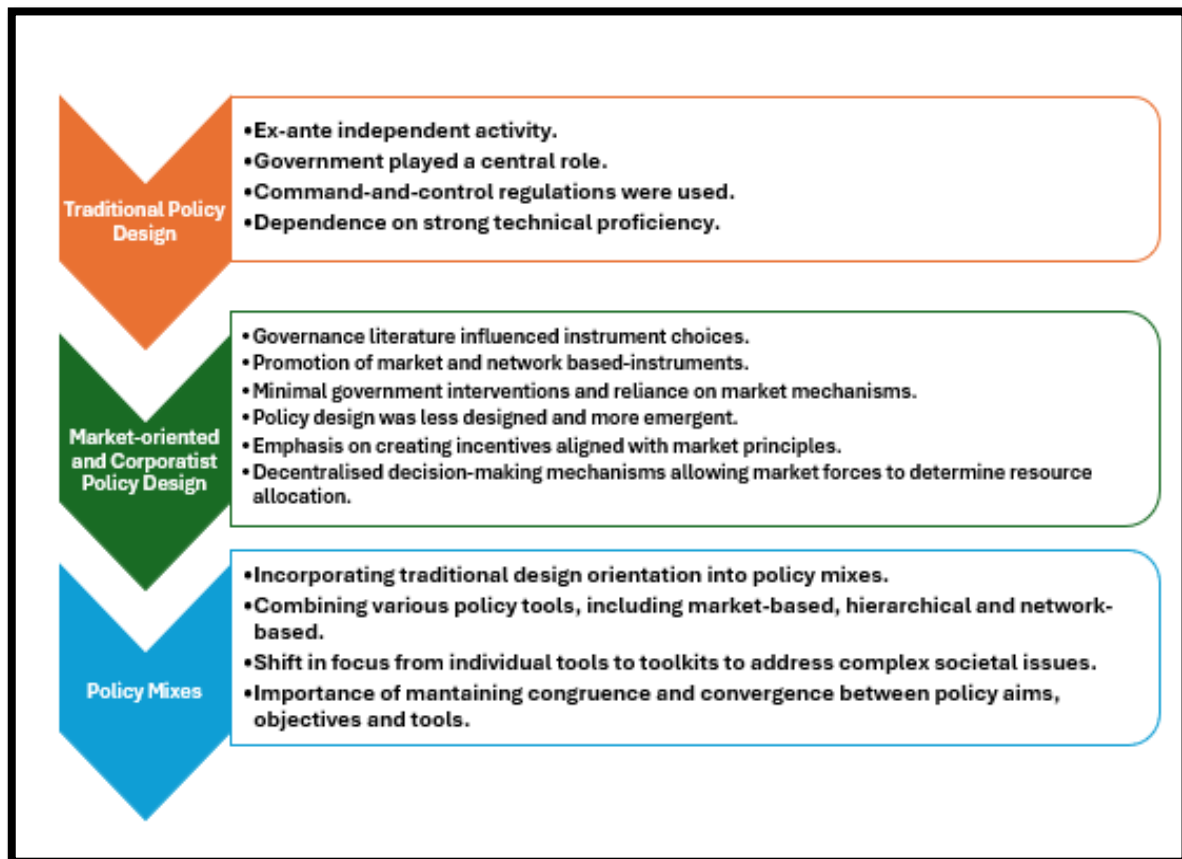 Traditional Policy
Design
•Ex-ante independent activity.
•Government played a central role.
•Command-and-control regulations were used.
•Dependence on strong technical proficiency.
Market-oriented
and Corporatist
Policy Design
•Governance literature influenced instrument choices.
•Promotion of market and network based-instruments.
•Minimal government interventions and reliance on market mechanisms.
•Policy design was less designed and more emergent.
•Emphasis on creating incentives aligned with market principles.
•Decentralised decision-making mechanisms allowing market forces to determine resource
allocation.
Policy Mixes
•Incorporating traditional design orientation into policy mixes.
•Combining various policy tools, including market-based, hierarchical and network-
based.
•Shift in focus from individual tools to toolkits to address complex societal issues.
•Importance of mantaining congruence and convergence between policy aims,
objectives and tools.